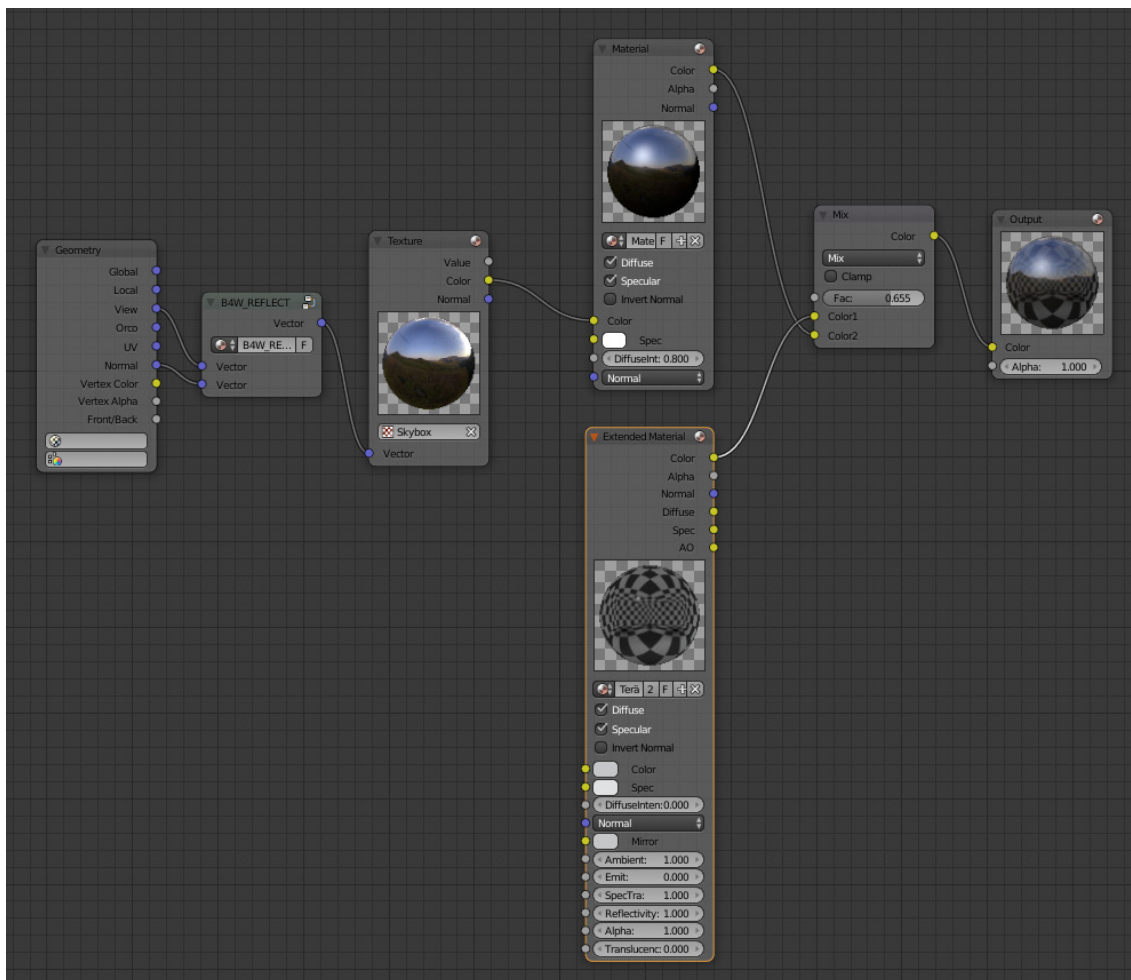 Geometry
Global
Local
View
Orco
UV
Normal
Vertex Color
Vertex Alpha
Front/Back
B4W_REFLECT
Vector
B4W_RE... F
Vector
Vector
Texture
Value
Color
Normal
Skybox
Vector
Material
Color
Alpha
Normal
Mate F
Diffuse
Specular
Invert Normal
Color
Spec
DiffuseInt: 0.800
Normal
Extended Material
Color
Alpha
Normal
Diffuse
Spec
AO
Terä 2 F
Diffuse
Specular
Invert Normal
Color
Spec
DiffuseInten: 0.000
Normal
Mirror
Ambient: 1.000
Emit: 0.000
SpecTra: 1.000
Reflectivity: 1.000
Alpha: 1.000
Translucenc: 0.000
Mix
Color
Mix
Clamp
Fac: 0.655
Color1
Color2
Output
Color
Alpha: 1.000